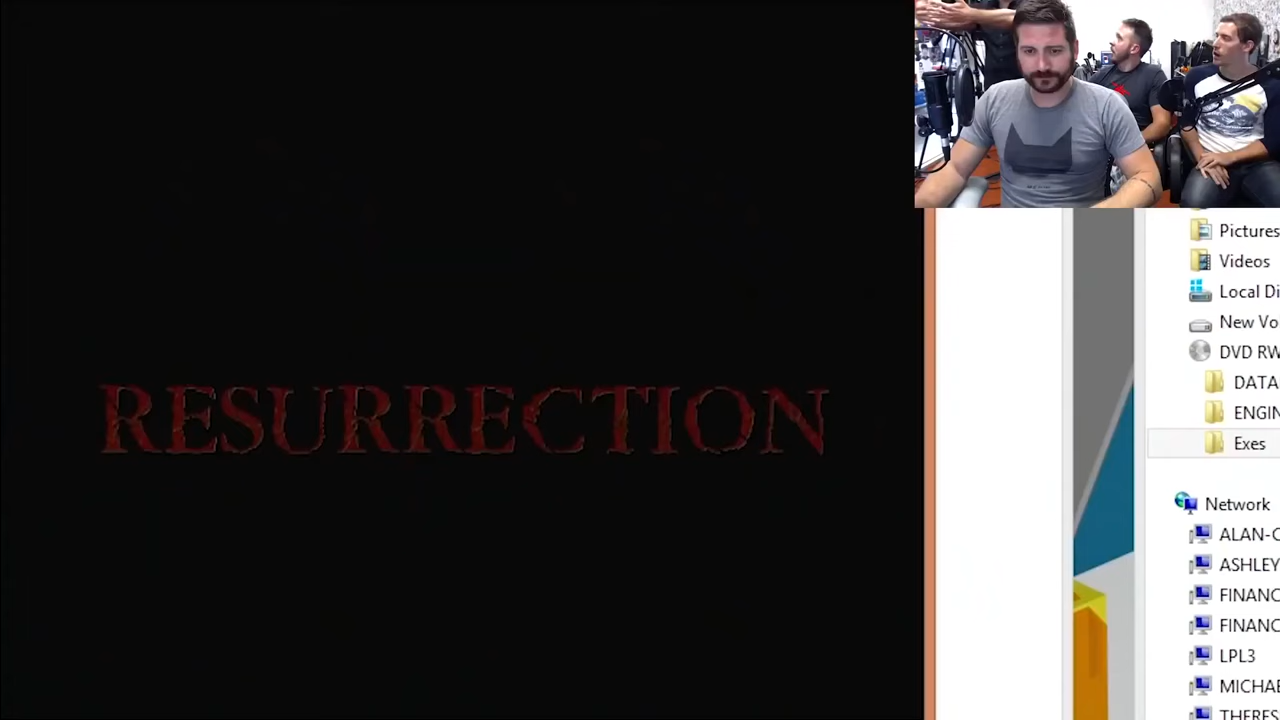 RESURRECTION
Pictures
Videos
Local Di
New Vo
DVD RW
DATA
ENGIN
Exes
Network
ALAN-C
ASHLEY
FINANC
FINANC
LPL3
MICHAE
THERES